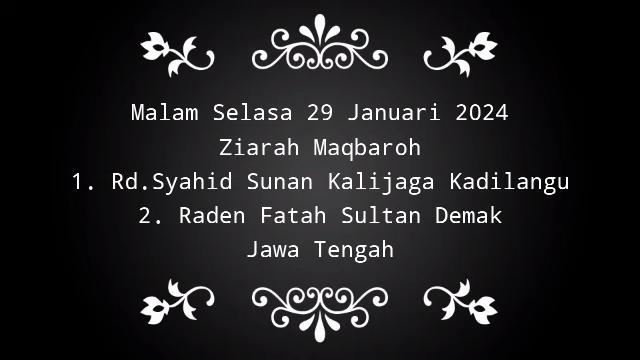 Malam Selasa 29 Januari 2024
Ziarah Maqbaroh
1. Rd.Syahid Sunan Kalijaga Kadilangu
2. Raden Fatah Sultan Demak
Jawa Tengah